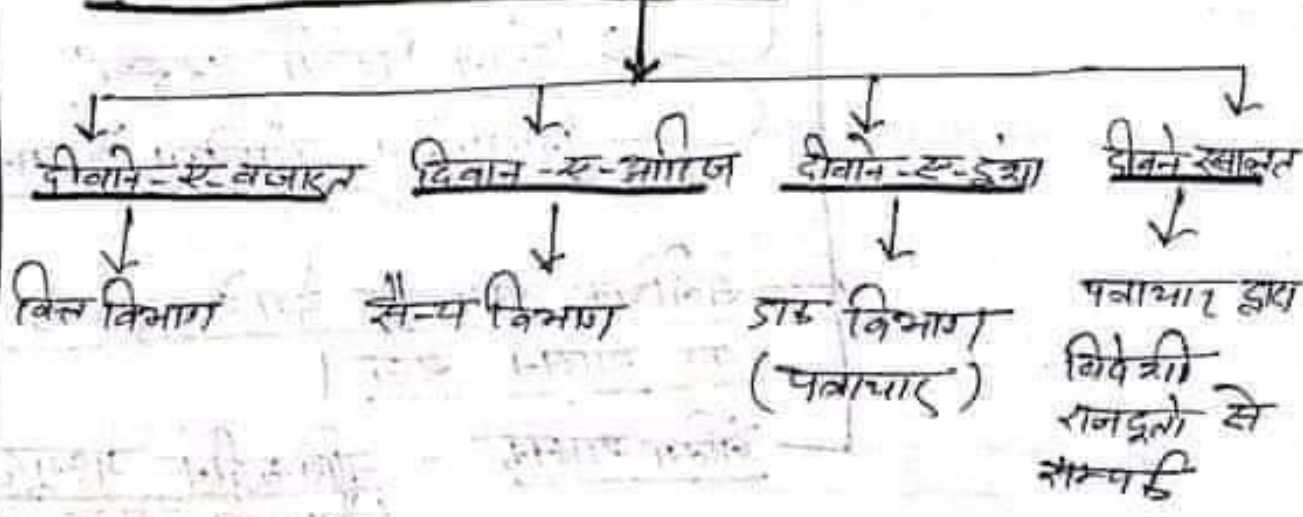 दीवाने-ए-वजारत
दिवान-ए-आरिज
दीवाने-ए-इंशा
दीवने रसालत
वित्त विभाग
सैन्य विभाग
डाक विभाग
(पत्राचार)
पत्राचार द्वारा
विदेशी
राजदूतो से
सम्पर्क